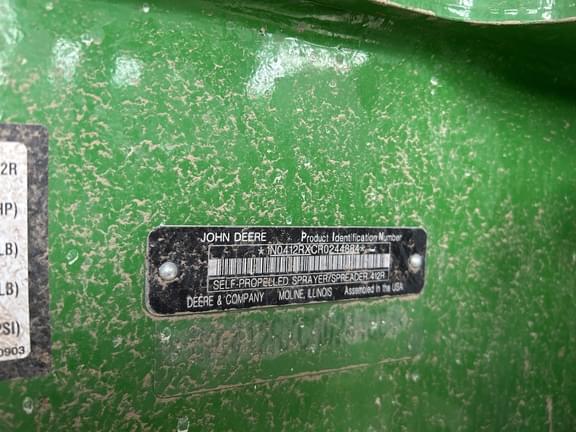 2R
HP)
LB)
LB)
PSI)
0903
JOHN DEERE Product Identification Number
*1N0412RXCR0244884*
SELF-PROPELLED SPRAYER/SPREADER 412R
DEERE & COMPANY MOLINE, ILLINOIS Assembled in the USA